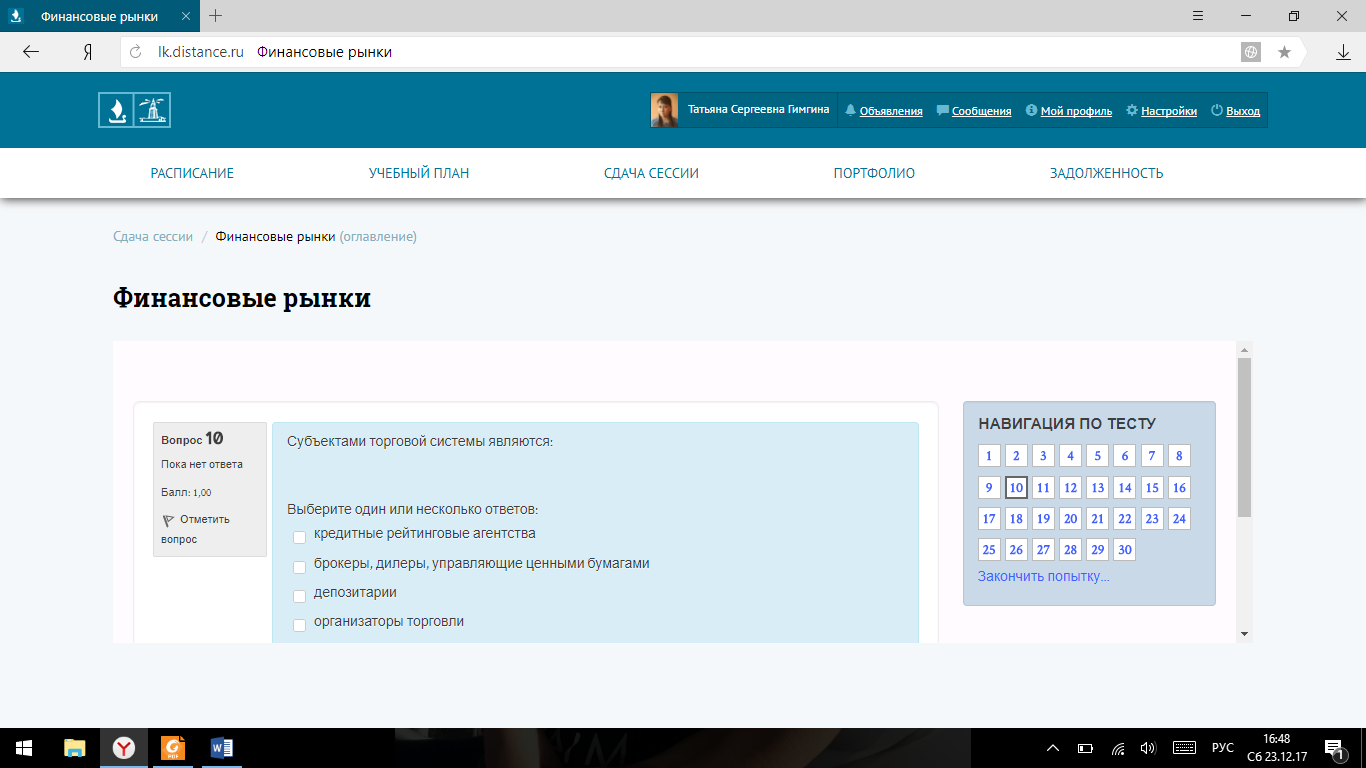 Финансовые рынки
lk.distance.ru Финансовые рынки
Татьяна Сергеевна Гимгина Объявления Сообщения Мой профиль Настройки Выход
РАСПИСАНИЕ УЧЕБНЫЙ ПЛАН СДАЧА СЕССИИ ПОРТФОЛИО ЗАДОЛЖЕННОСТЬ
Сдача сессии / Финансовые рынки (оглавление)
Финансовые рынки
Вопрос 10
Пока нет ответа
Балл: 1,00
Отметить
вопрос
Субъектами торговой системы являются:
Выберите один или несколько ответов:
кредитные рейтинговые агентства
брокеры, дилеры, управляющие ценными бумагами
депозитарии
организаторы торговли
НАВИГАЦИЯ ПО ТЕСТУ
1 2 3 4 5 6 7 8
9 10 11 12 13 14 15 16
17 18 19 20 21 22 23 24
25 26 27 28 29 30
Закончить попытку...
РУС
16:48
Сб 23.12.17
1